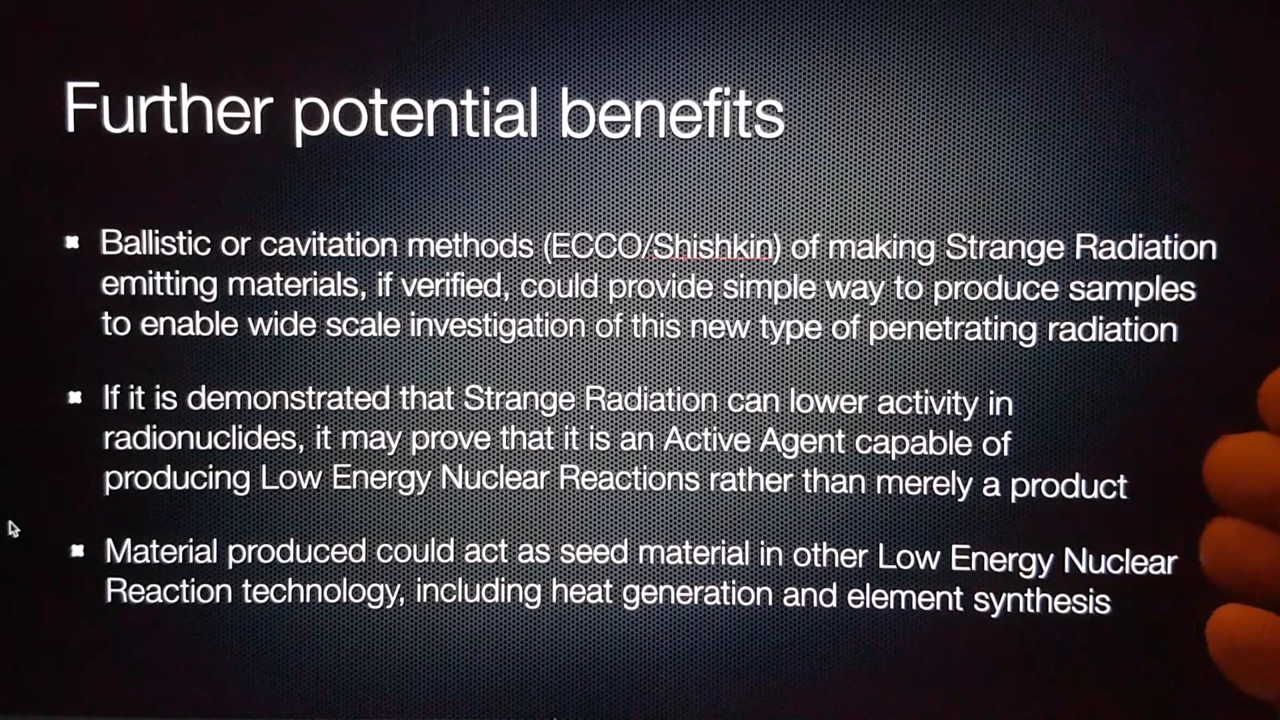 Further potential benefits
Ballistic or cavitation methods (ECCO/Shishkin) of making Strange Radiation
emitting materials, if verified, could provide simple way to produce samples
to enable wide scale investigation of this new type of penetrating radiation
If it is demonstrated that Strange Radiation can lower activity in
radionuclides, it may prove that it is an Active Agent capable of
producing Low Energy Nuclear Reactions rather than merely a product
Material produced could act as seed material in other Low Energy Nuclear
Reaction technology, including heat generation and element synthesis